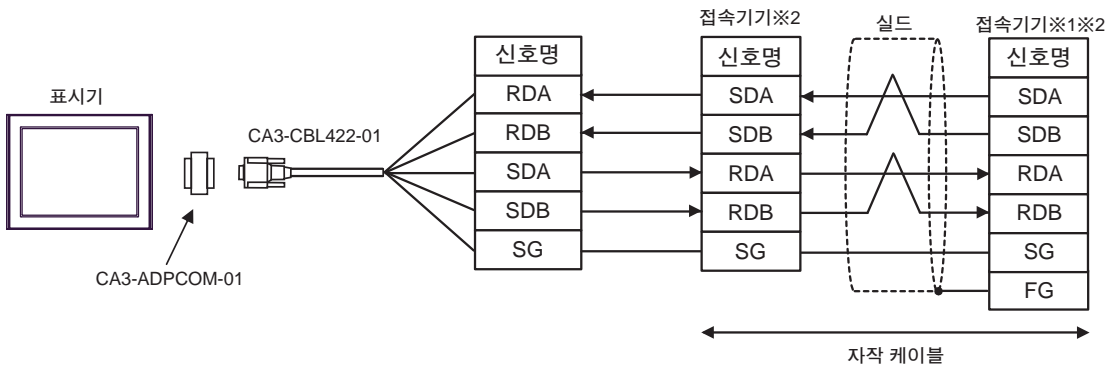 표시기
CA3-ADPCOM-01
CA3-CBL422-01
신호명
RDA
RDB
SDA
SDB
SG
접속기기※2
신호명
SDA
SDB
RDA
RDB
SG
실드
접속기기※1※2
신호명
SDA
SDB
RDA
RDB
SG
FG
자작 케이블